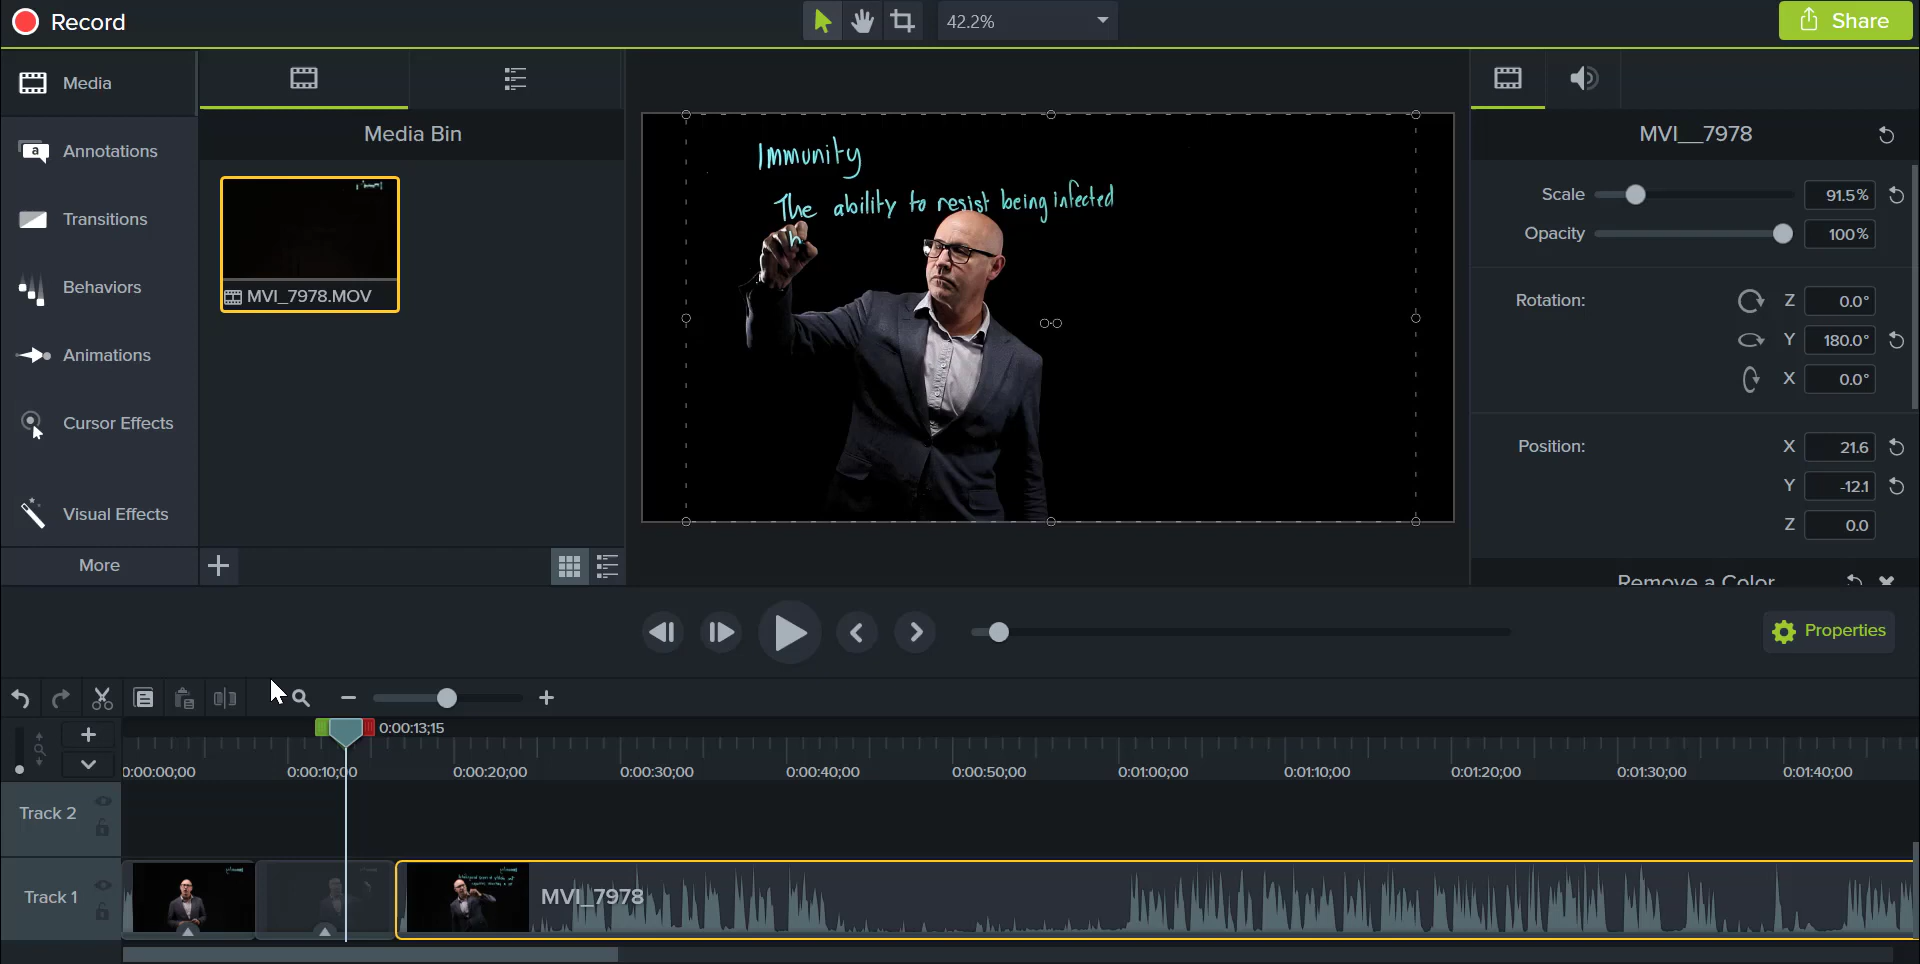 Record
42.2%
Share
Media
Annotations
Transitions
Behaviors
Animations
Cursor Effects
Visual Effects
More
Media Bin
MVI_7978.MOV
Immunity
The ability to resist being infected
h
MVI__7978
Scale 91.5%
Opacity 100%
Rotation: Z 0.0°
Y 180.0°
X 0.0°
Position: X 21.6
Y -12.1
Z 0.0
Remove a Color
Properties
0:00:13;15
0:00:00;00 0:00:10;00 0:00:20;00 0:00:30;00 0:00:40;00 0:00:50;00 0:01:00;00 0:01:10;00 0:01:20;00 0:01:30;00 0:01:40;00
Track 2
Track 1
MVI_7978